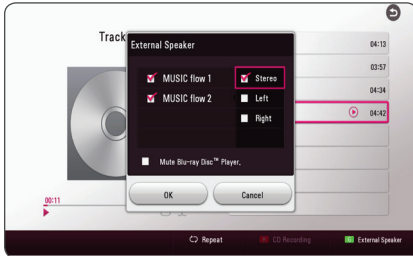 Track
External Speaker
MUSIC flow 1
Stereo
MUSIC flow 2
Left
Right
Mute Blu-ray Disc™ Player.
OK
Cancel
04:13
03:57
04:34
04:42
00:11
Repeat
CD Recording
External Speaker